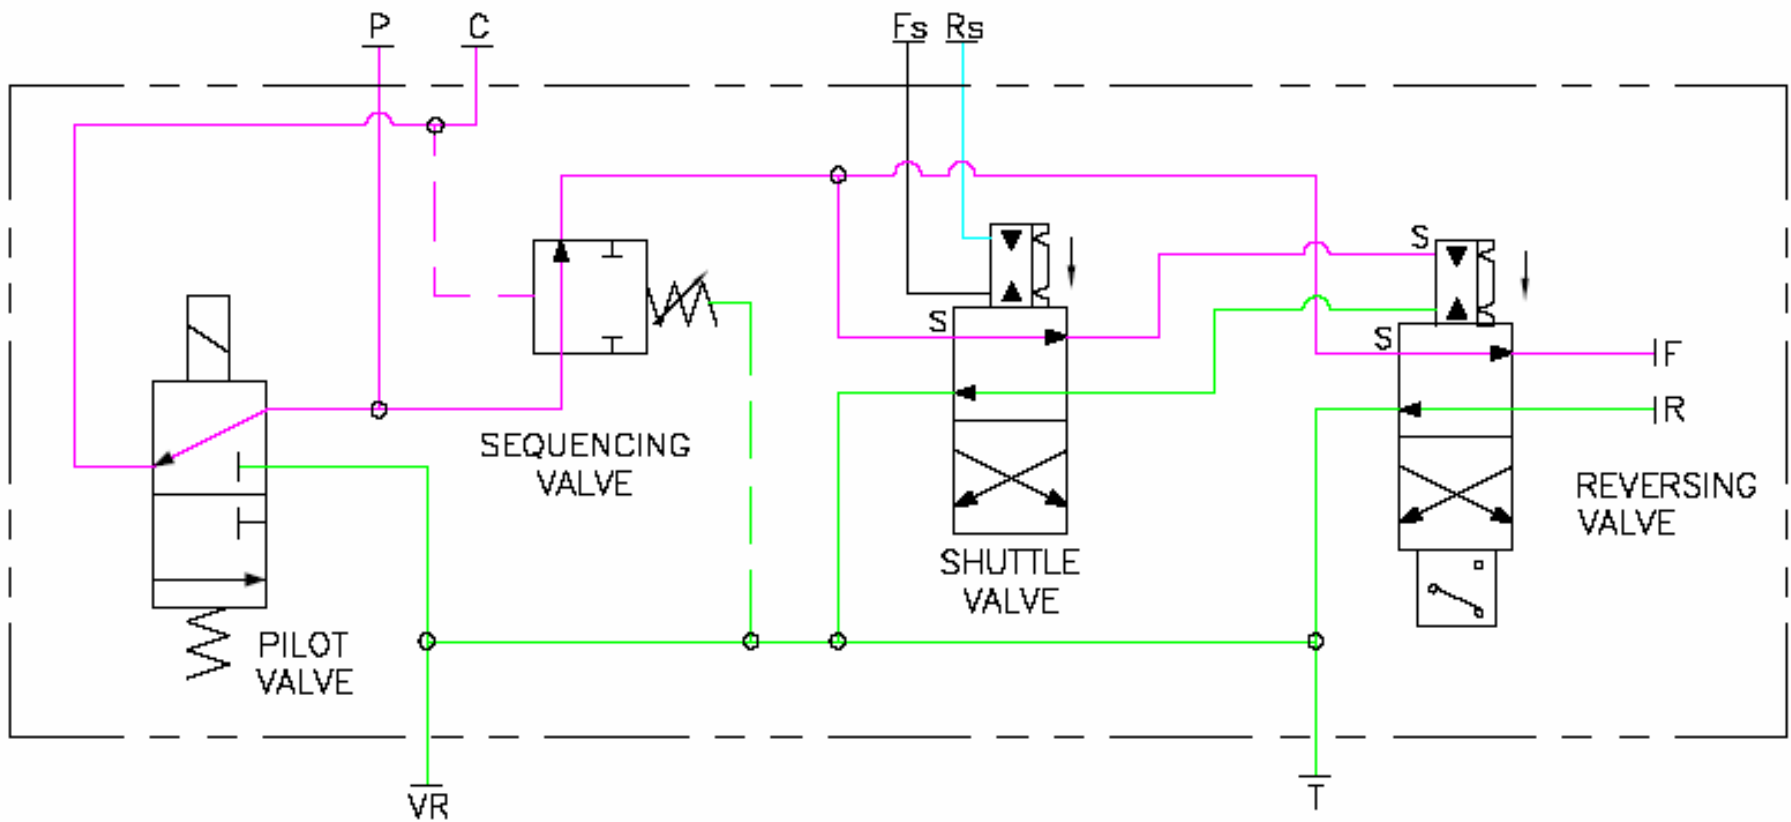 P
C
Fs
Rs
S
S
S
F
R
SEQUENCING
VALVE
REVERSING
VALVE
SHUTTLE
VALVE
PILOT
VALVE
VR
T